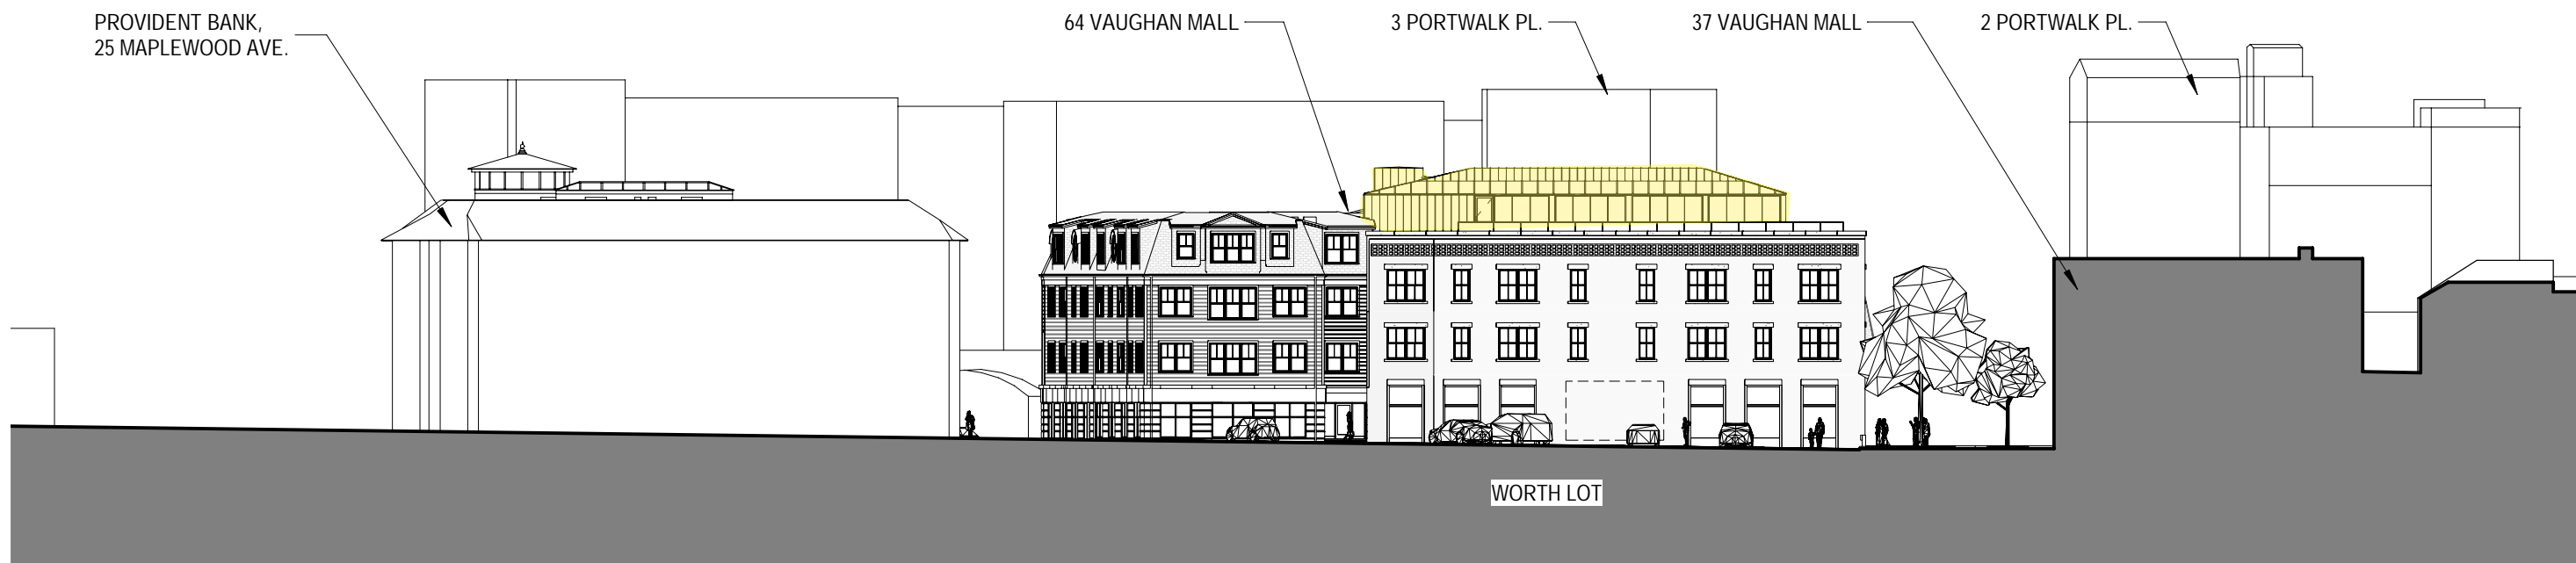 PROVIDENT BANK,
25 MAPLEWOOD AVE.
64 VAUGHAN MALL
3 PORTWALK PL.
37 VAUGHAN MALL
2 PORTWALK PL.
WORTH LOT